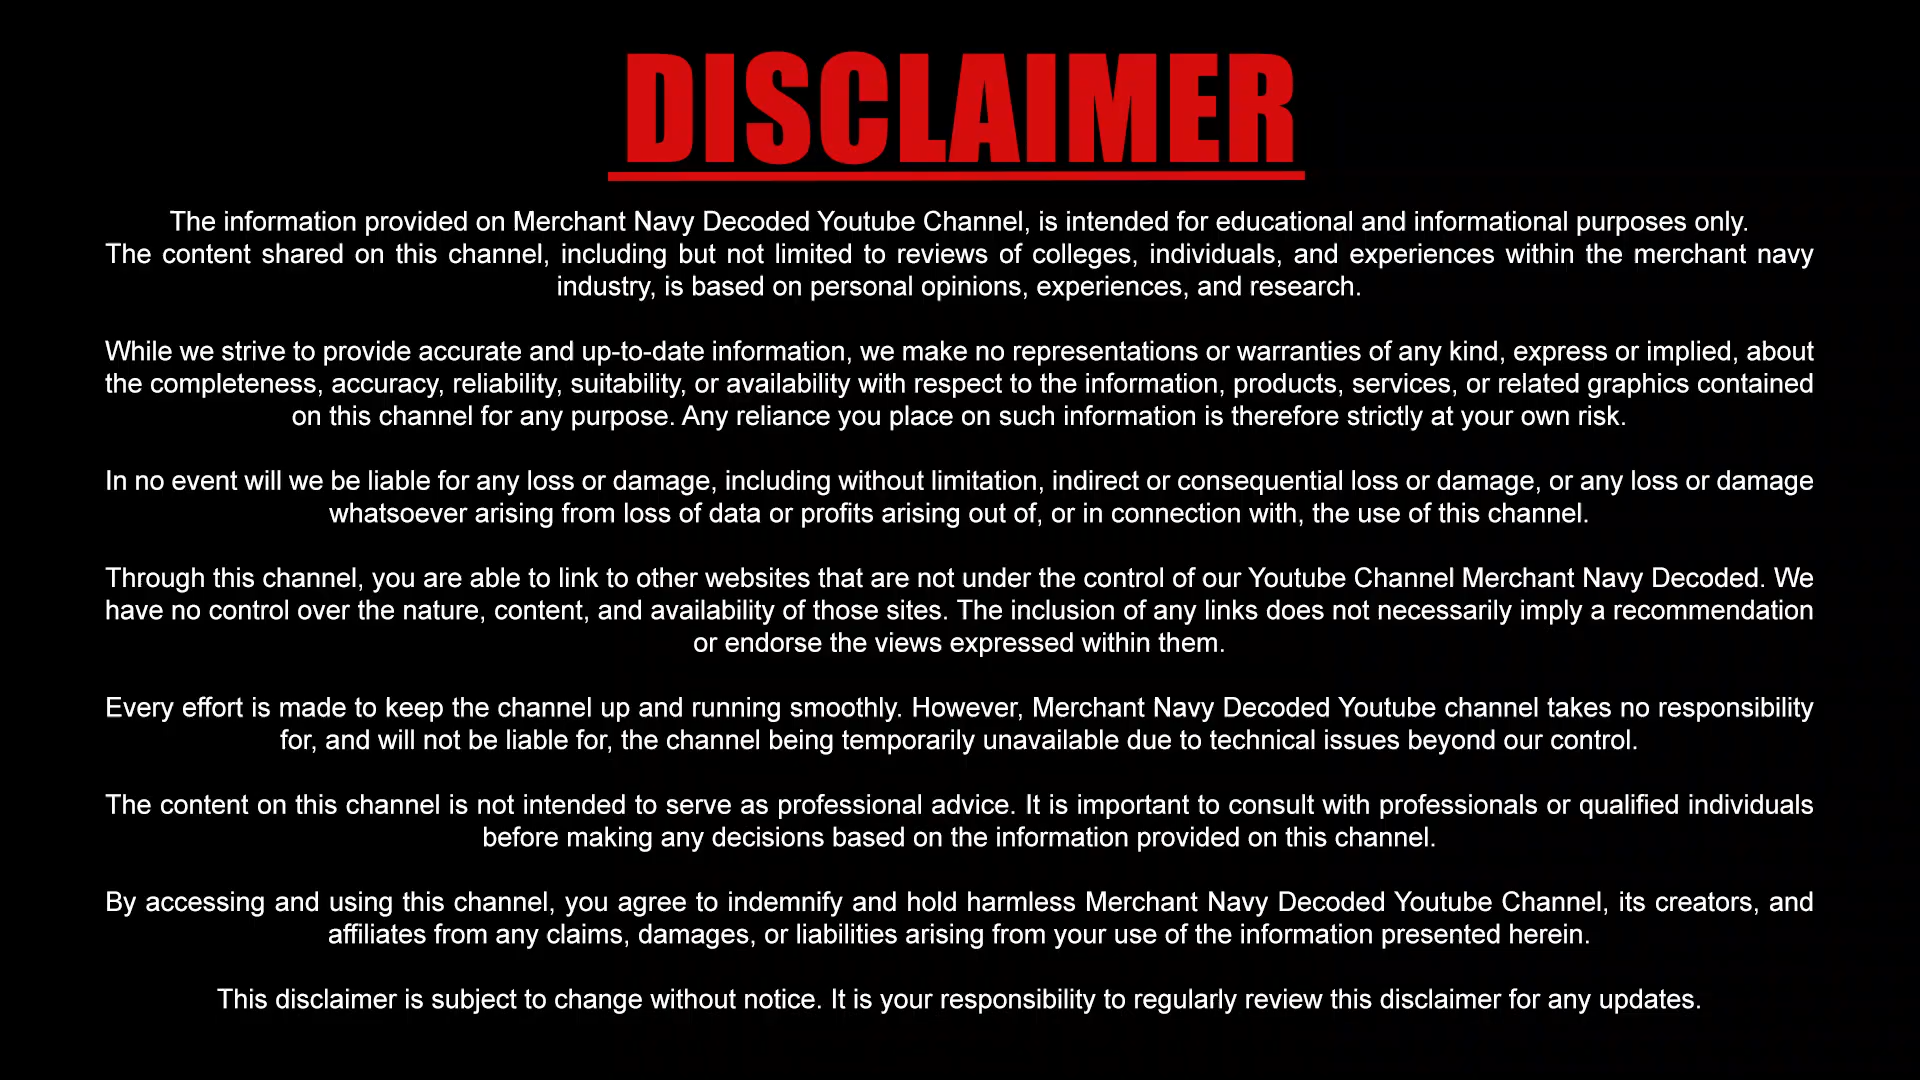 DISCLAIMER
The information provided on Merchant Navy Decoded Youtube Channel, is intended for educational and informational purposes only.
The content shared on this channel, including but not limited to reviews of colleges, individuals, and experiences within the merchant navy
industry, is based on personal opinions, experiences, and research.
While we strive to provide accurate and up-to-date information, we make no representations or warranties of any kind, express or implied, about
the completeness, accuracy, reliability, suitability, or availability with respect to the information, products, services, or related graphics contained
on this channel for any purpose. Any reliance you place on such information is therefore strictly at your own risk.
In no event will we be liable for any loss or damage, including without limitation, indirect or consequential loss or damage, or any loss or damage
whatsoever arising from loss of data or profits arising out of, or in connection with, the use of this channel.
Through this channel, you are able to link to other websites that are not under the control of our Youtube Channel Merchant Navy Decoded. We
have no control over the nature, content, and availability of those sites. The inclusion of any links does not necessarily imply a recommendation
or endorse the views expressed within them.
Every effort is made to keep the channel up and running smoothly. However, Merchant Navy Decoded Youtube channel takes no responsibility
for, and will not be liable for, the channel being temporarily unavailable due to technical issues beyond our control.
The content on this channel is not intended to serve as professional advice. It is important to consult with professionals or qualified individuals
before making any decisions based on the information provided on this channel.
By accessing and using this channel, you agree to indemnify and hold harmless Merchant Navy Decoded Youtube Channel, its creators, and
affiliates from any claims, damages, or liabilities arising from your use of the information presented herein.
This disclaimer is subject to change without notice. It is your responsibility to regularly review this disclaimer for any updates.